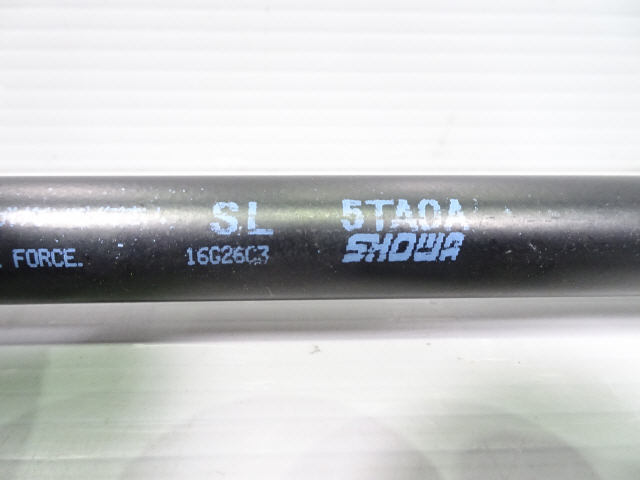 SL 5TA0A
FORCE. 16G26C3 SHOWA